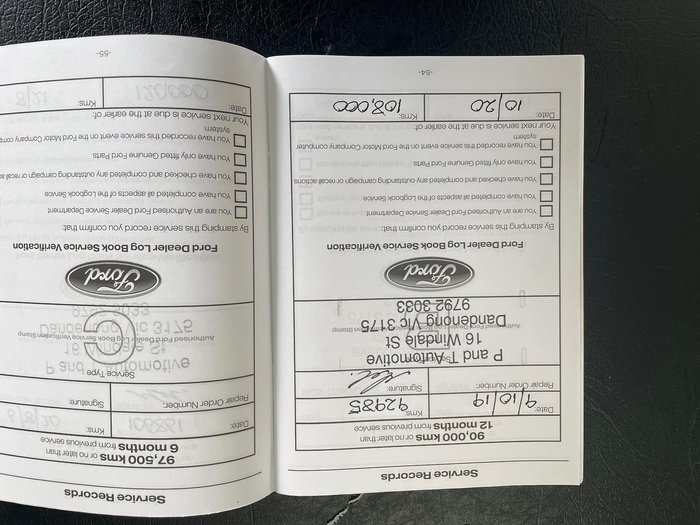 Service Records
90,000 kms
or no later than
12 months from previous service
Date: 9/10/19
Kms: 92985
Repair Order Number:
Signature:
P and T Automotive
16 Windale St
Authorised Ford Dealer Log Book Service Verification Stamp
Dandenong Vic 3175
9792 3033
Ford
Ford Dealer Log Book Service Verification
By stamping this service record you confirm that:
You are an Authorised Ford Dealer Service Department
You have completed all aspects of the Logbook Service
You have checked and completed any outstanding campaign or recall actions
You have only fitted Genuine Ford Parts
You have recorded this service event on the Ford Motor Company computer
system
Your next service is due at the earlier of:
Date: 10/20
Kms: 108,000
-54-
Service Records
97,500 kms
or no later than
6 months from previous service
Date: 6/8/20
Kms:
Repair Order Number:
Signature:
Service Type
C
P and T Automotive
16 Windale St
Authorised Ford Dealer Log Book Service Verification Stamp
Dandenong Vic 3175
9792 3033
Ford
Ford Dealer Log Book Service Verification
By stamping this service record you confirm that:
You are an Authorised Ford Dealer Service Department
You have completed all aspects of the Logbook Service
You have checked and completed any outstanding campaign or recall
You have only fitted Genuine Ford Parts
You have recorded this service event on the Ford Motor Company
system
Your next service is due at the earlier of:
Date: 8/21
Kms: 120000
-55-